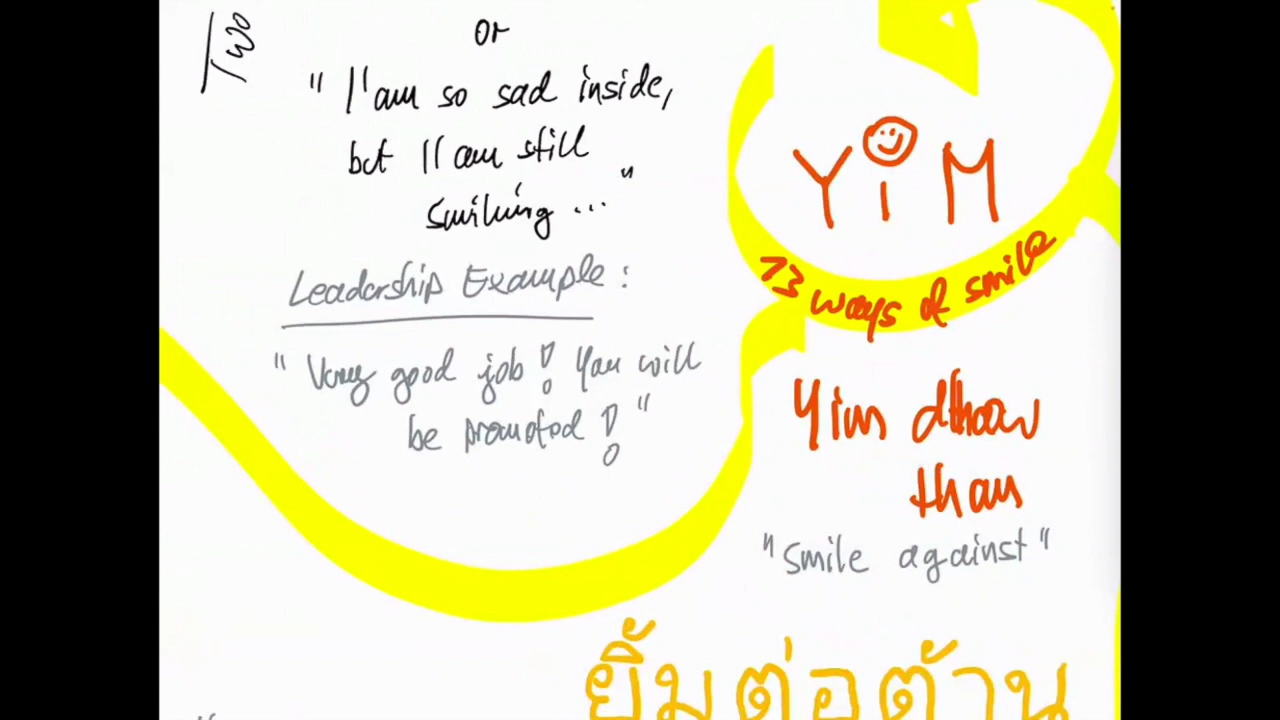 Two
or
"I'am so sad inside,
but I'am still
smiling ..."
Leadership Example:
"Very good job! You will
be promoted!"
YiM
13 ways of smile
Yim dthaw
than
"smile against"
ยิ้มต่อต้าน